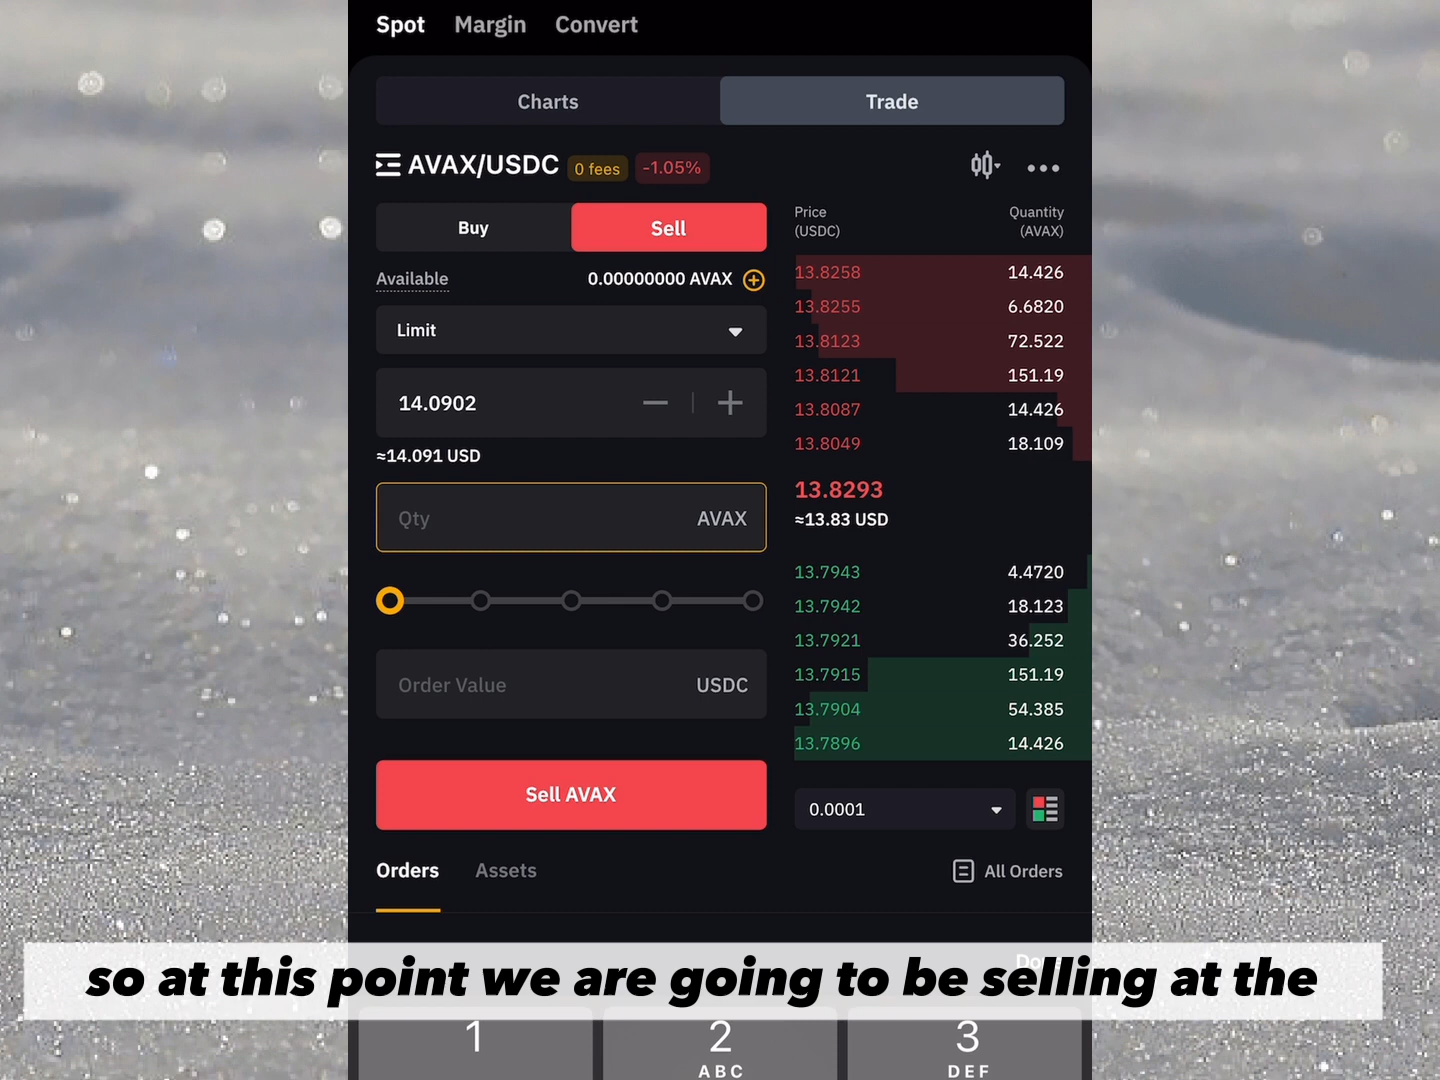 Spot Margin Convert
Charts Trade
AVAX/USDC 0 fees -1.05%
Buy Sell
Available 0.00000000 AVAX
Limit
14.0902
≈14.091 USD
Qty AVAX
Order Value USDC
Sell AVAX
Price Quantity
(USDC) (AVAX)
13.8258 14.426
13.8255 6.6820
13.8123 72.522
13.8121 151.19
13.8087 14.426
13.8049 18.109
13.8293
≈13.83 USD
13.7943 4.4720
13.7942 18.123
13.7921 36.252
13.7915 151.19
13.7904 54.385
13.7896 14.426
0.0001
Orders Assets All Orders
so at this point we are going to be selling at the
1 2 3
ABC DEF